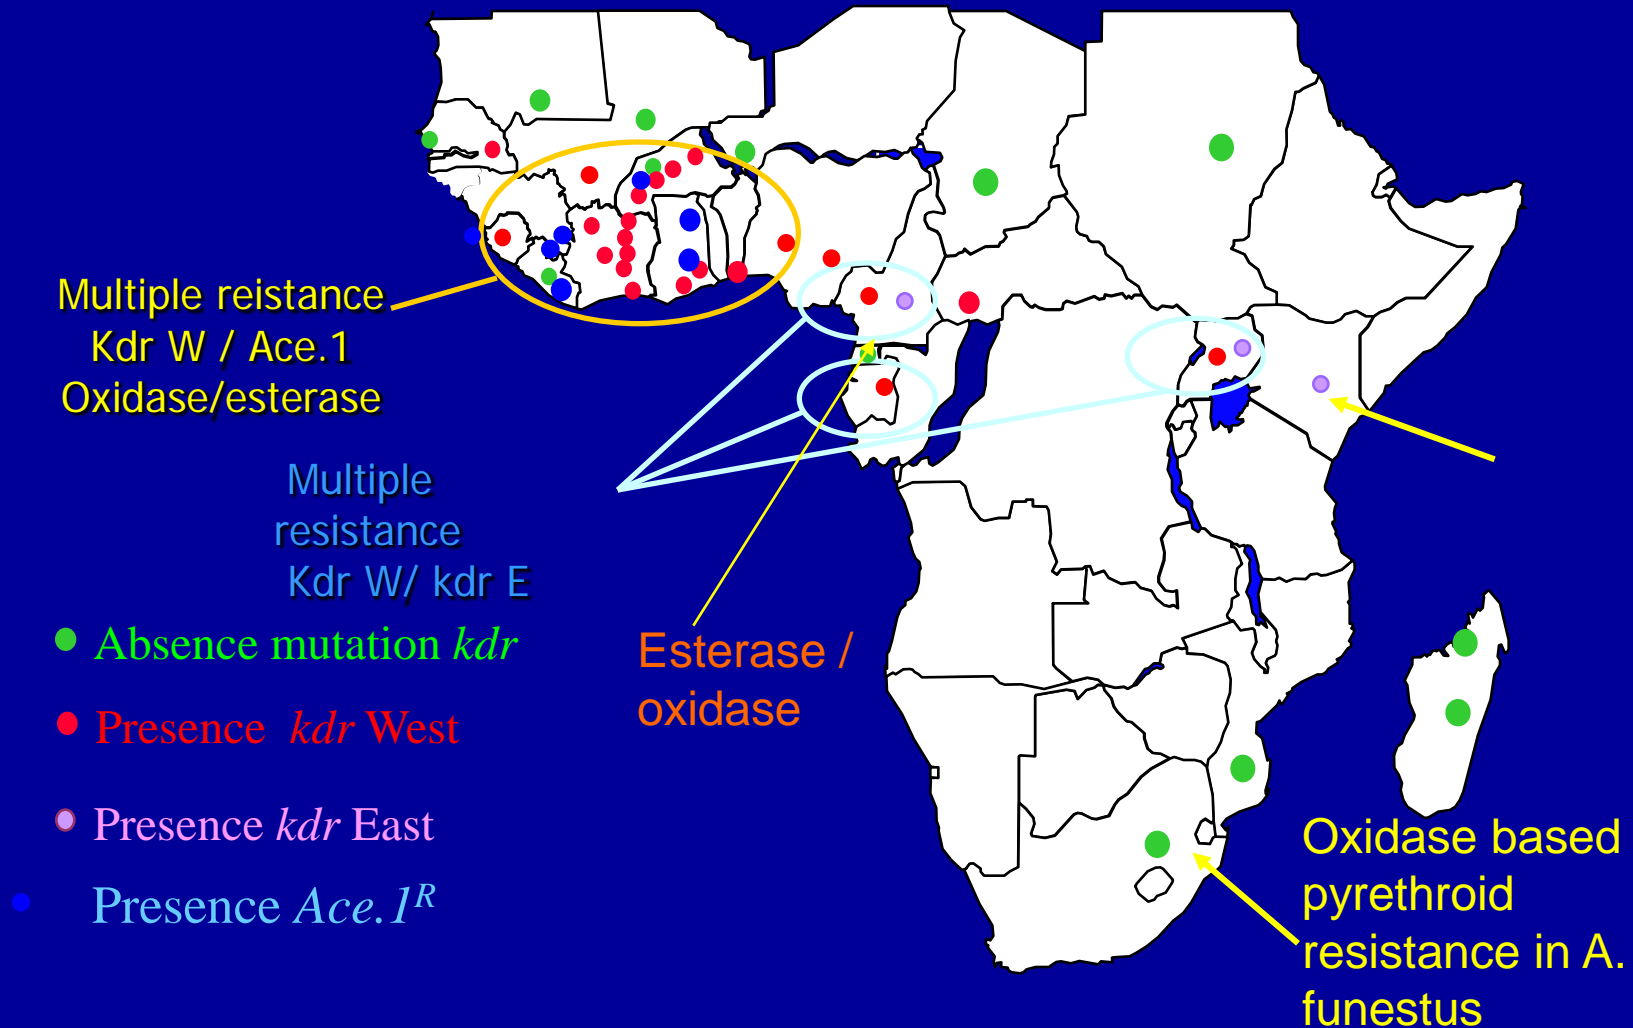 Multiple reistance
Kdr W / Ace.1
Oxidase/esterase
Multiple
resistance
Kdr W/ kdr E
Absence mutation kdr
Presence kdr West
Presence kdr East
Presence Ace.1R
Esterase /
oxidase
Oxidase based
pyrethroid
resistance in A.
funestus